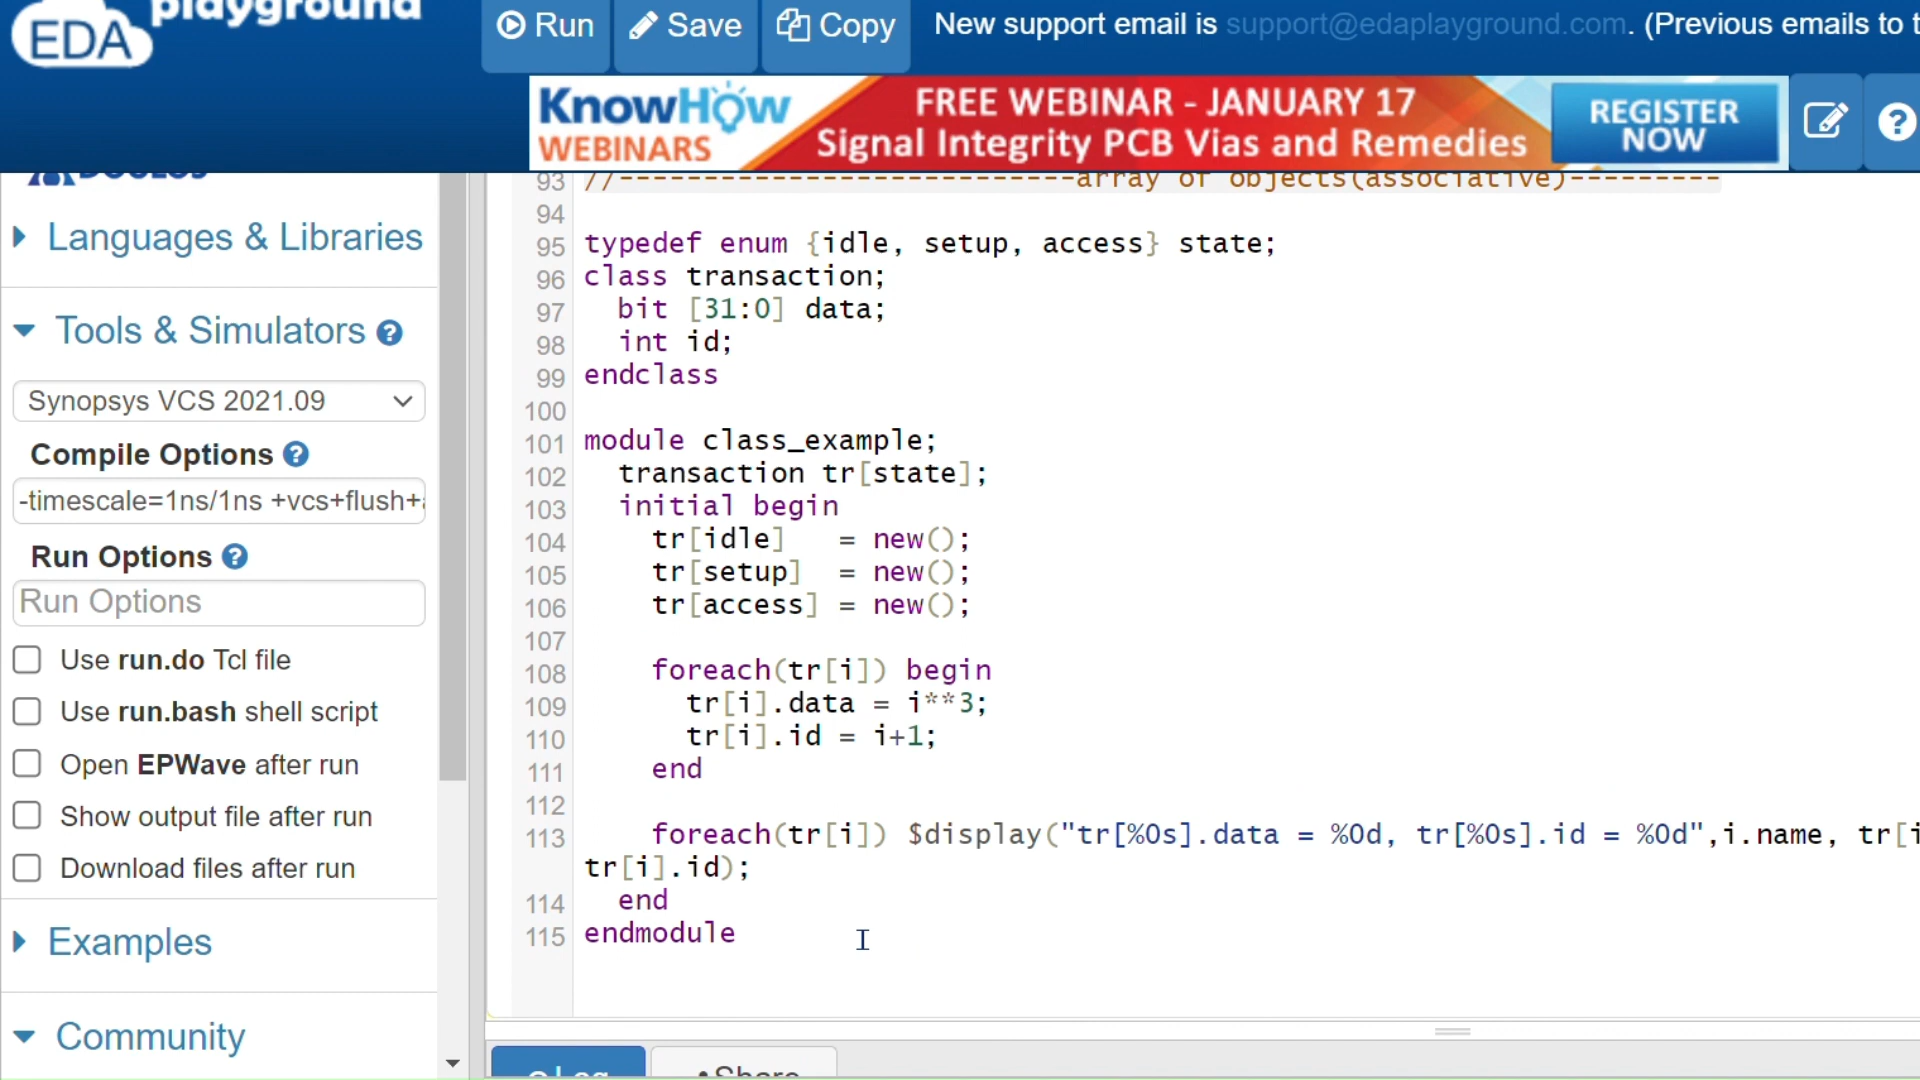 playground
EDA
Run
Save
Copy
New support email is support@edaplayground.com. (Previous emails to t
KnowHow
WEBINARS
FREE WEBINAR - JANUARY 17
Signal Integrity PCB Vias and Remedies
REGISTER
NOW
DOULOS
Languages & Libraries
Tools & Simulators
Synopsys VCS 2021.09
Compile Options
-timescale=1ns/1ns +vcs+flush+
Run Options
Run Options
Use run.do Tcl file
Use run.bash shell script
Open EPWave after run
Show output file after run
Download files after run
Examples
Community
93 //---------------------------array of objects(associative)---------
94
95 typedef enum {idle, setup, access} state;
96 class transaction;
97 bit [31:0] data;
98 int id;
99 endclass
100
101 module class_example;
102 transaction tr[state];
103 initial begin
104 tr[idle] = new();
105 tr[setup] = new();
106 tr[access] = new();
107
108 foreach(tr[i]) begin
109 tr[i].data = i**3;
110 tr[i].id = i+1;
111 end
112
113 foreach(tr[i]) $display("tr[%0s].data = %0d, tr[%0s].id = %0d",i.name, tr[i
tr[i].id);
114 end
115 endmodule
Log
Share